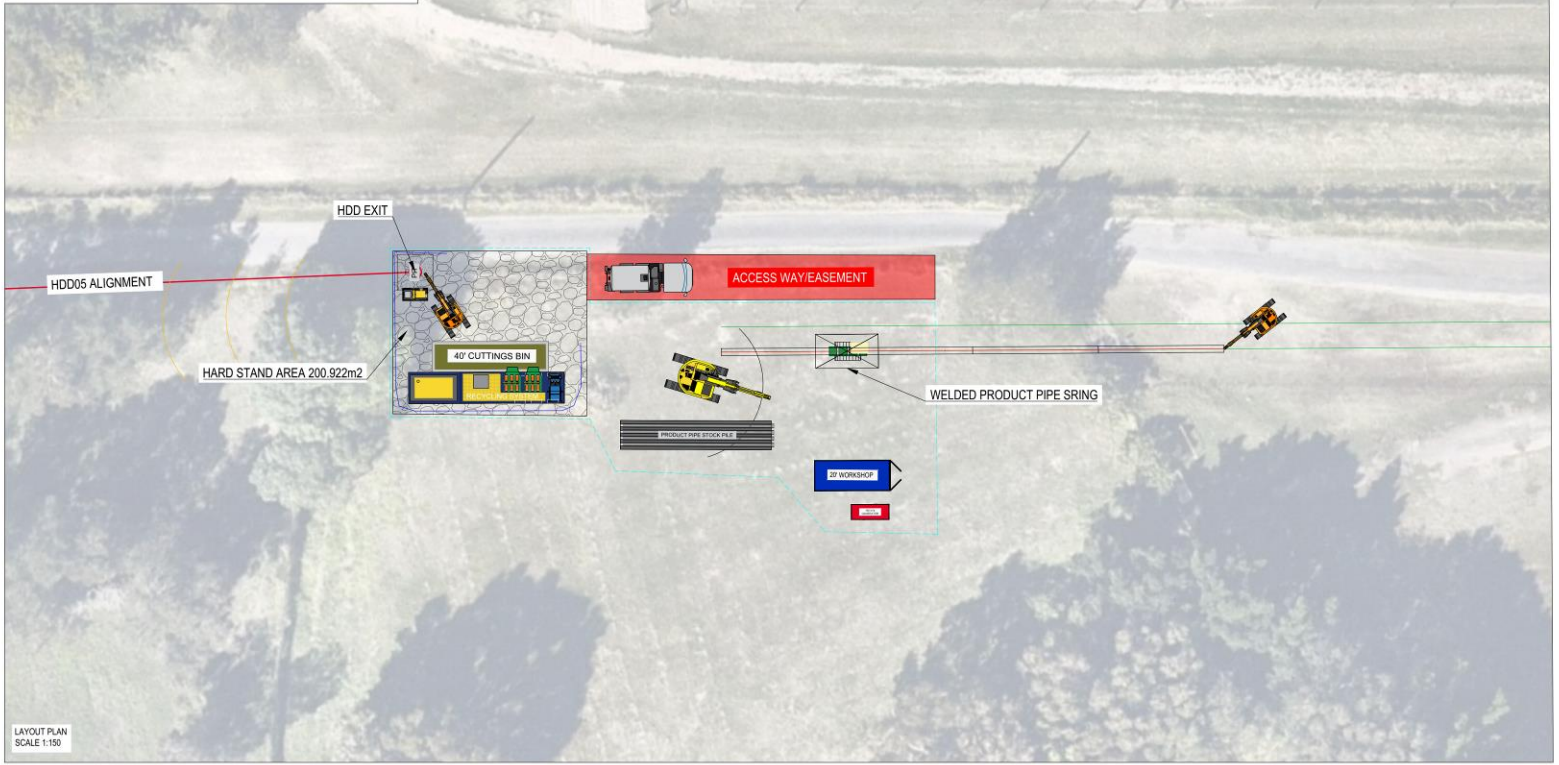 HDD EXIT
HDD05 ALIGNMENT
ACCESS WAY/EASEMENT
40' CUTTINGS BIN
HARD STAND AREA 200.922m2
RECYCLING SYSTEM
WELDED PRODUCT PIPE SRING
PRODUCT PIPE STOCK PILE
20' WORKSHOP
LAYOUT PLAN
SCALE 1:150